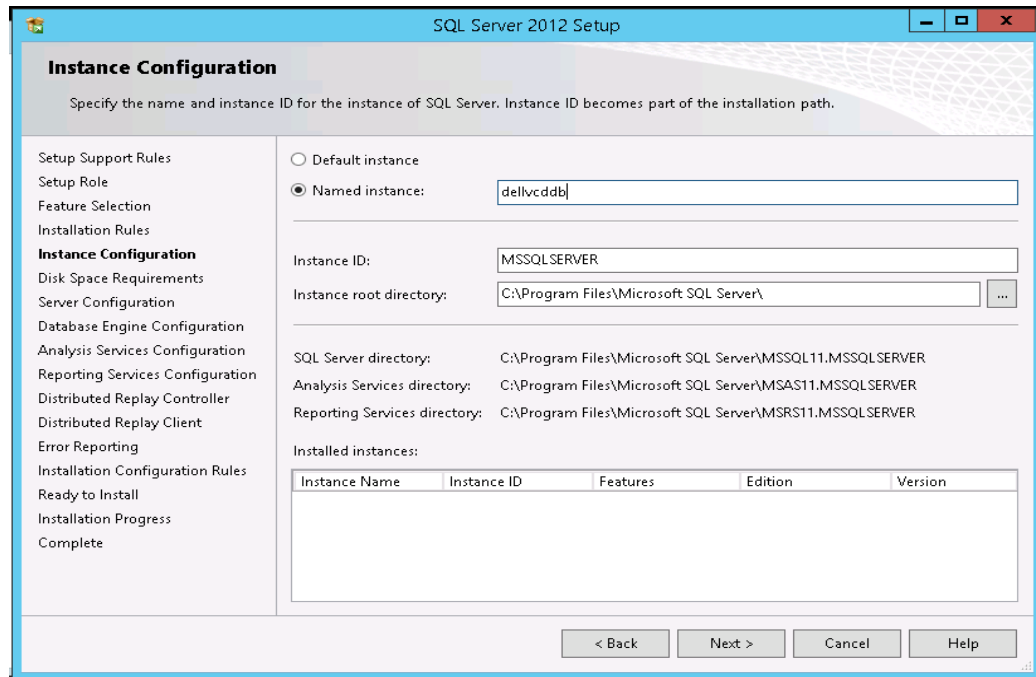 SQL Server 2012 Setup
Instance Configuration
Specify the name and instance ID for the instance of SQL Server. Instance ID becomes part of the installation path.
Setup Support Rules
Setup Role
Feature Selection
Installation Rules
Instance Configuration
Disk Space Requirements
Server Configuration
Database Engine Configuration
Analysis Services Configuration
Reporting Services Configuration
Distributed Replay Controller
Distributed Replay Client
Error Reporting
Installation Configuration Rules
Ready to Install
Installation Progress
Complete
Default instance
Named instance: dellvcddb
Instance ID: MSSQLSERVER
Instance root directory: C:\Program Files\Microsoft SQL Server\ ...
SQL Server directory: C:\Program Files\Microsoft SQL Server\MSSQL11.MSSQLSERVER
Analysis Services directory: C:\Program Files\Microsoft SQL Server\MSAS11.MSSQLSERVER
Reporting Services directory: C:\Program Files\Microsoft SQL Server\MSRS11.MSSQLSERVER
Installed instances:
Instance Name Instance ID Features Edition Version
< Back Next > Cancel Help